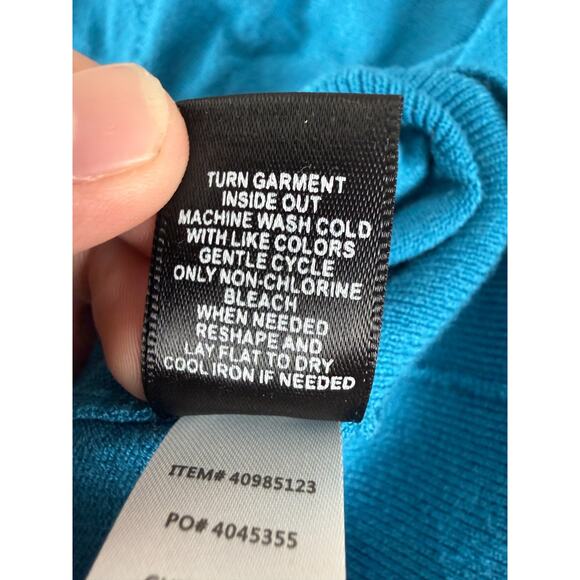 TURN GARMENT
INSIDE OUT
MACHINE WASH COLD
WITH LIKE COLORS
GENTLE CYCLE
ONLY NON-CHLORINE
BLEACH
WHEN NEEDED
RESHAPE AND
LAY FLAT TO DRY
COOL IRON IF NEEDED
ITEM# 40985123
PO# 4045355